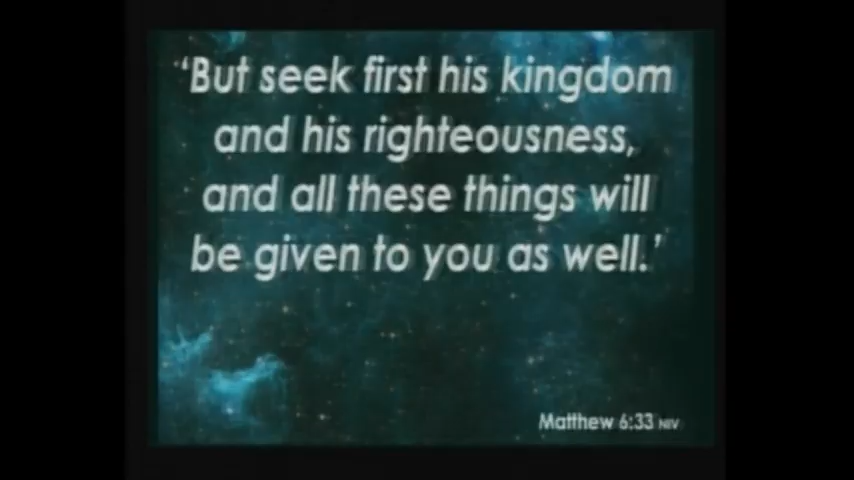 ‘But seek first his kingdom
and his righteousness,
and all these things will
be given to you as well.’
Matthew 6:33 NIV